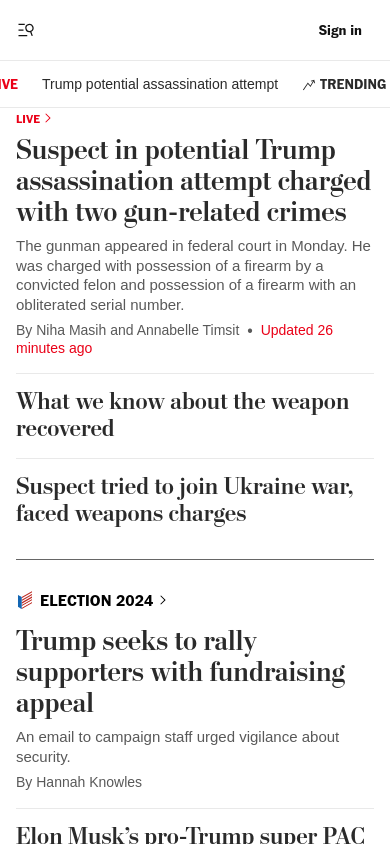 Sign in
Trump potential assassination attempt
TRENDING
LIVE
Suspect in potential Trump
assassination attempt charged
with two gun-related crimes
The gunman appeared in federal court in Monday. He
was charged with possession of a firearm by a
convicted felon and possession of a firearm with an
obliterated serial number.
By Niha Masih and Annabelle Timsit • Updated 26
minutes ago
What we know about the weapon
recovered
Suspect tried to join Ukraine war,
faced weapons charges
ELECTION 2024
Trump seeks to rally
supporters with fundraising
appeal
An email to campaign staff urged vigilance about
security.
By Hannah Knowles
Elon Musk’s pro-Trump super PAC